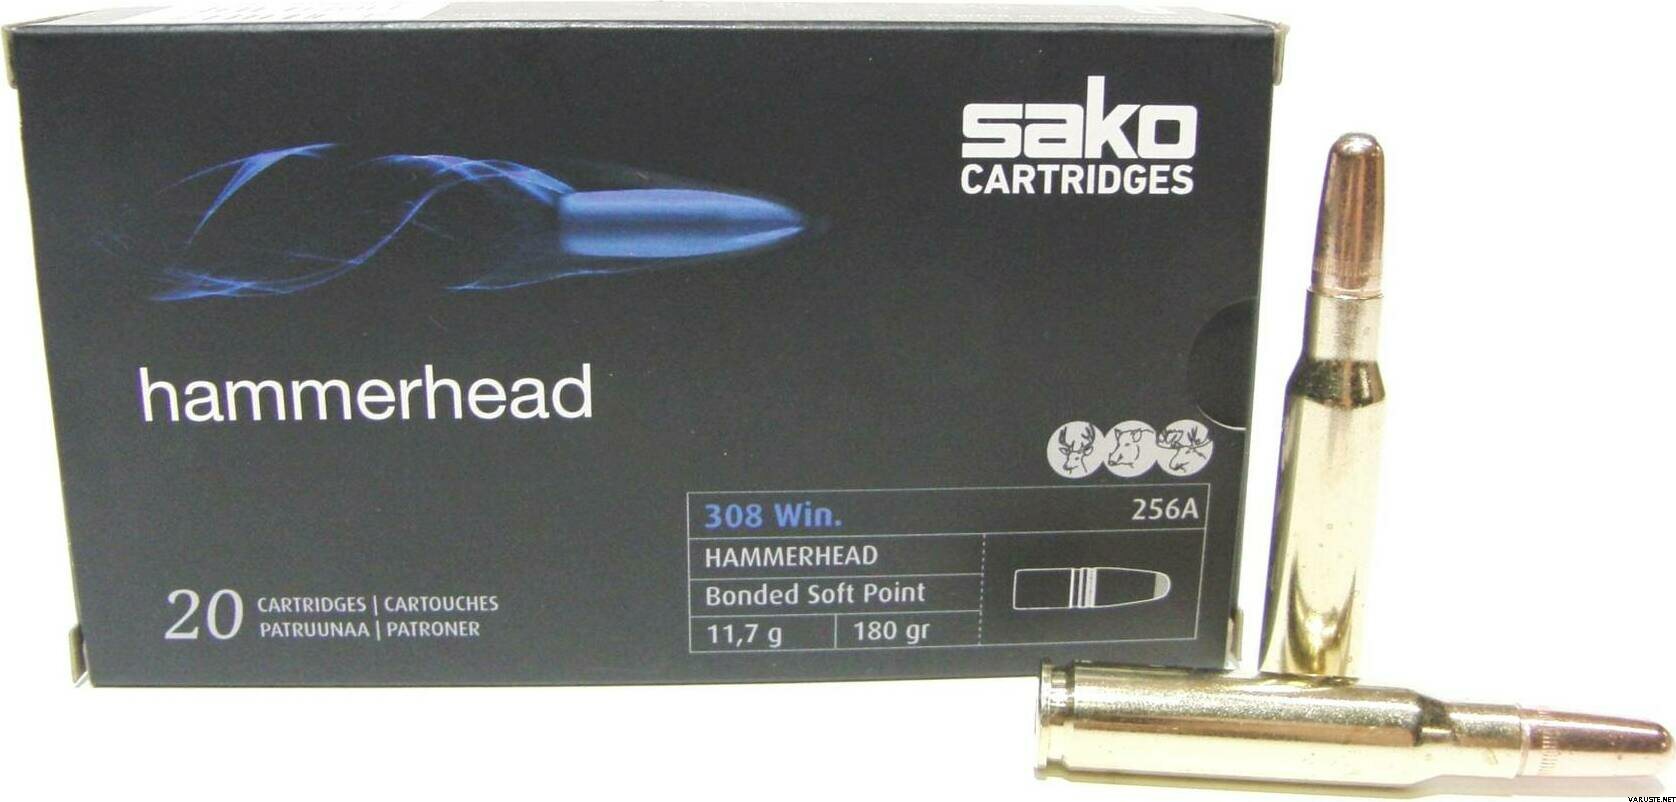 sako
CARTRIDGES
hammerhead
308 Win. 256A
HAMMERHEAD
Bonded Soft Point
11,7 g 180 gr
20 CARTRIDGES | CARTOUCHES
PATRUUNAA | PATRONER
VARUSTE.NET